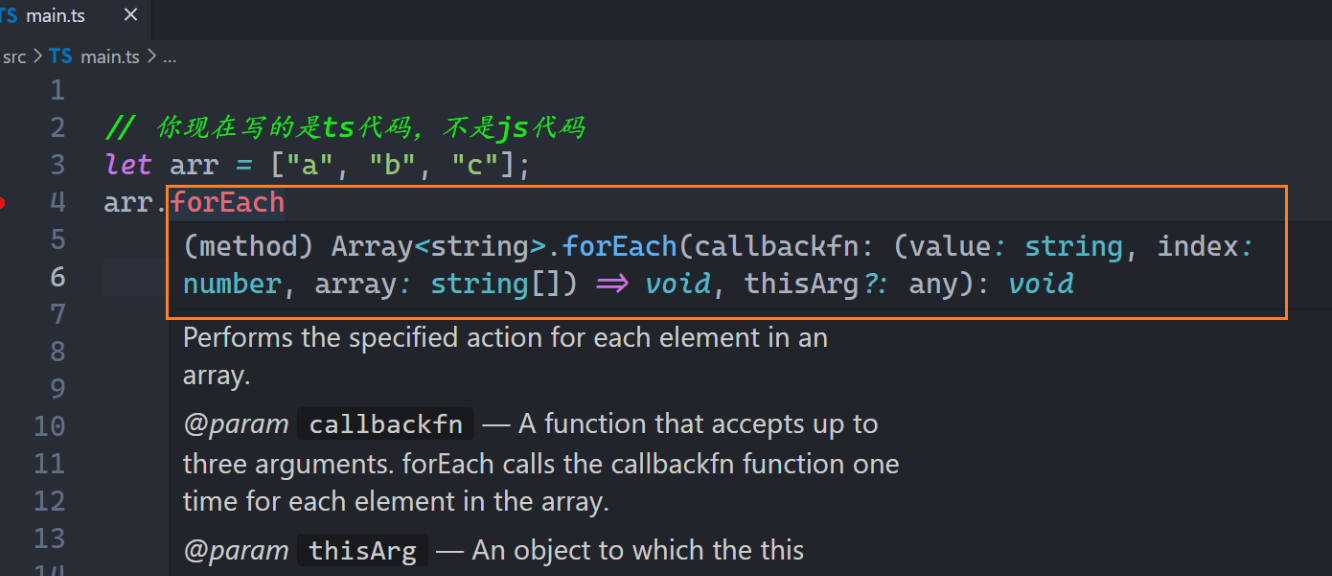 TS main.ts ×
src > TS main.ts > ...
1
2 // 你现在写的是ts代码，不是js代码
3 let arr = ["a", "b", "c"];
4 arr.forEach
5 (method) Array<string>.forEach(callbackfn: (value: string, index:
6 number, array: string[]) => void, thisArg?: any): void
7
Performs the specified action for each element in an
8
array.
9
10 @param callbackfn — A function that accepts up to
11 three arguments. forEach calls the callbackfn function one
12 time for each element in the array.
13 @param thisArg — An object to which the this
14